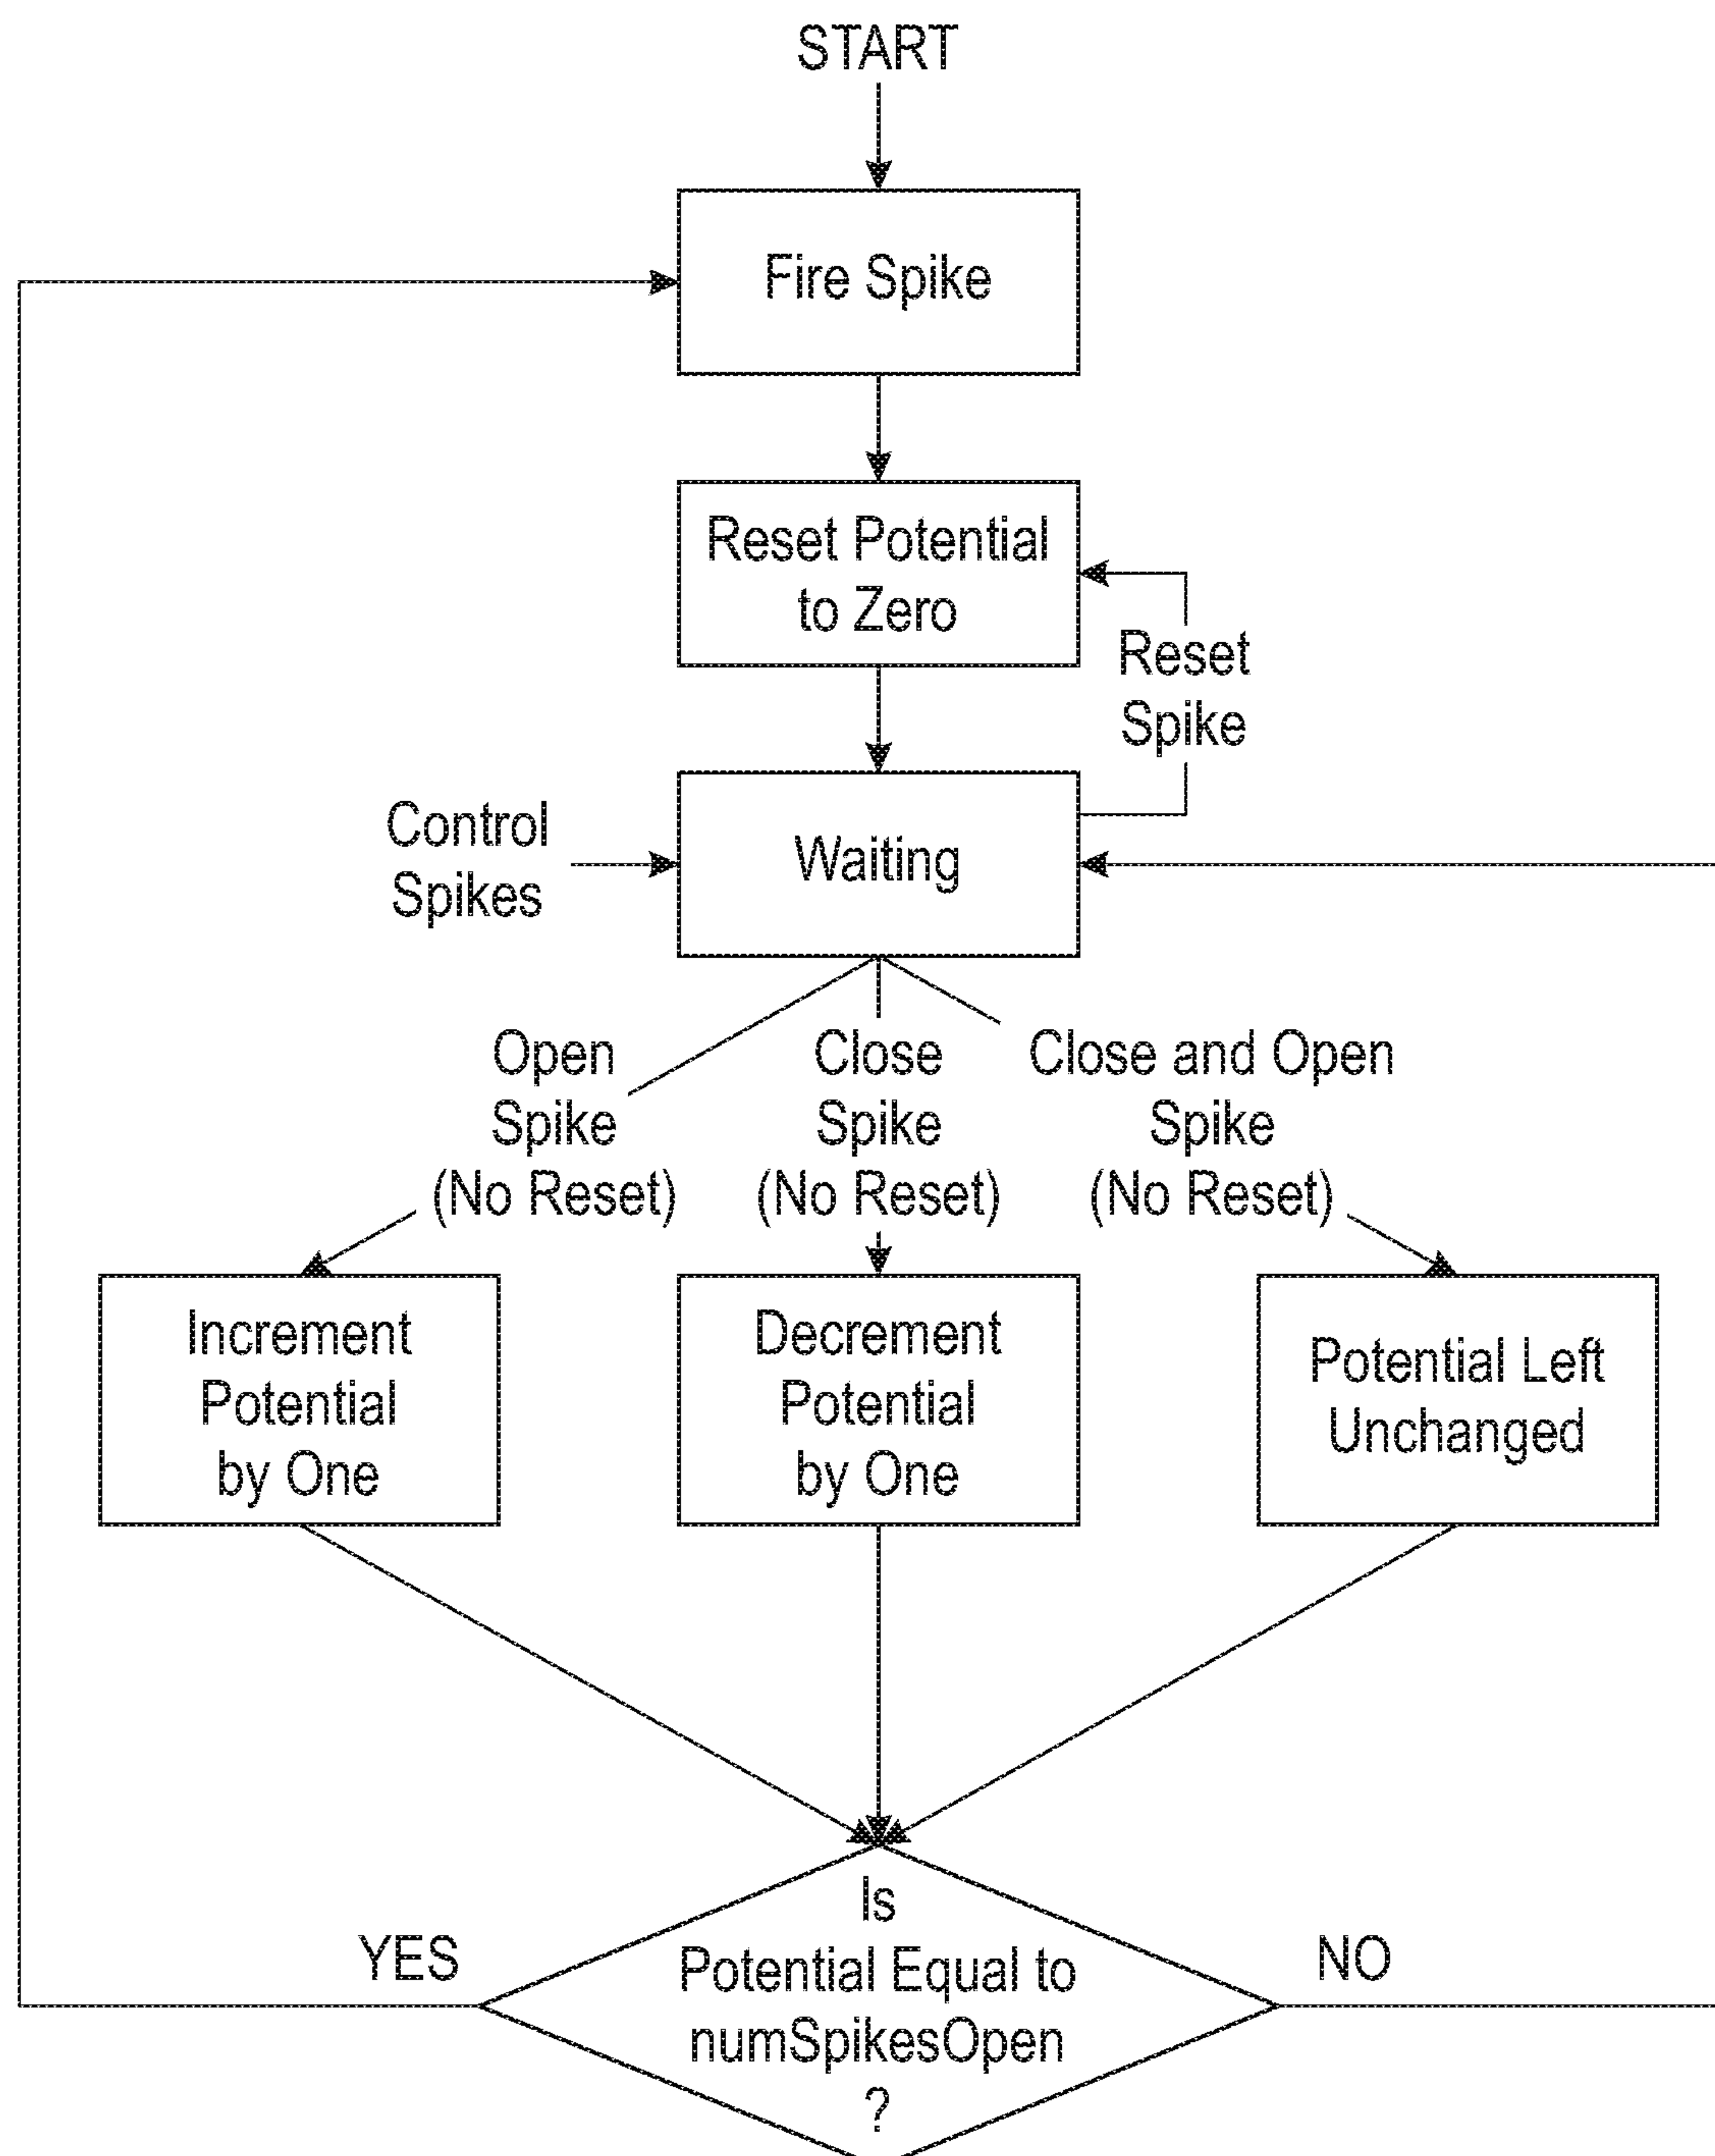 START
Fire Spike
Reset Potential
to Zero
Reset
Spike
Control
Spikes
Waiting
Open
Spike
(No Reset)
Close
Spike
(No Reset)
Close and Open
Spike
(No Reset)
Increment
Potential
by One
Decrement
Potential
by One
Potential Left
Unchanged
YES
Is
Potential Equal to
numSpikesOpen
?
NO